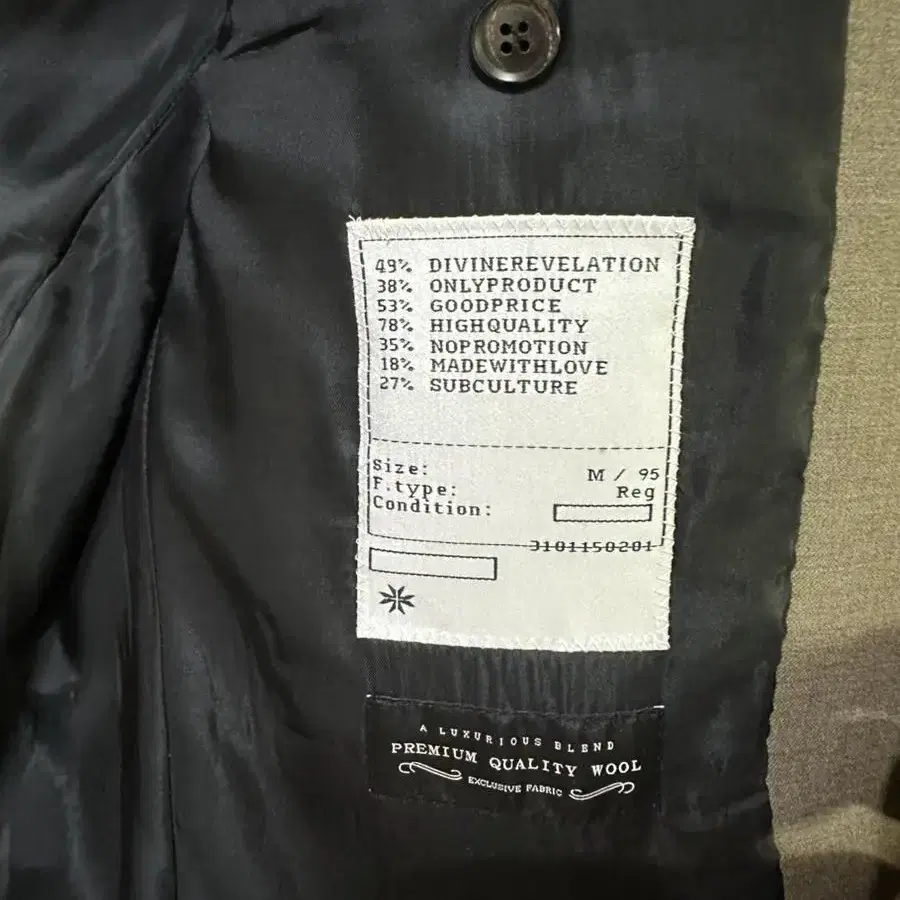 49% DIVINEREVELATION
38% ONLYPRODUCT
53% GOODPRICE
78% HIGHQUALITY
35% NOPROMOTION
18% MADEWITHLOVE
27% SUBCULTURE
Size: M / 95
F.type: Reg
Condition:
3101150201
A LUXURIOUS BLEND
PREMIUM QUALITY WOOL
EXCLUSIVE FABRIC